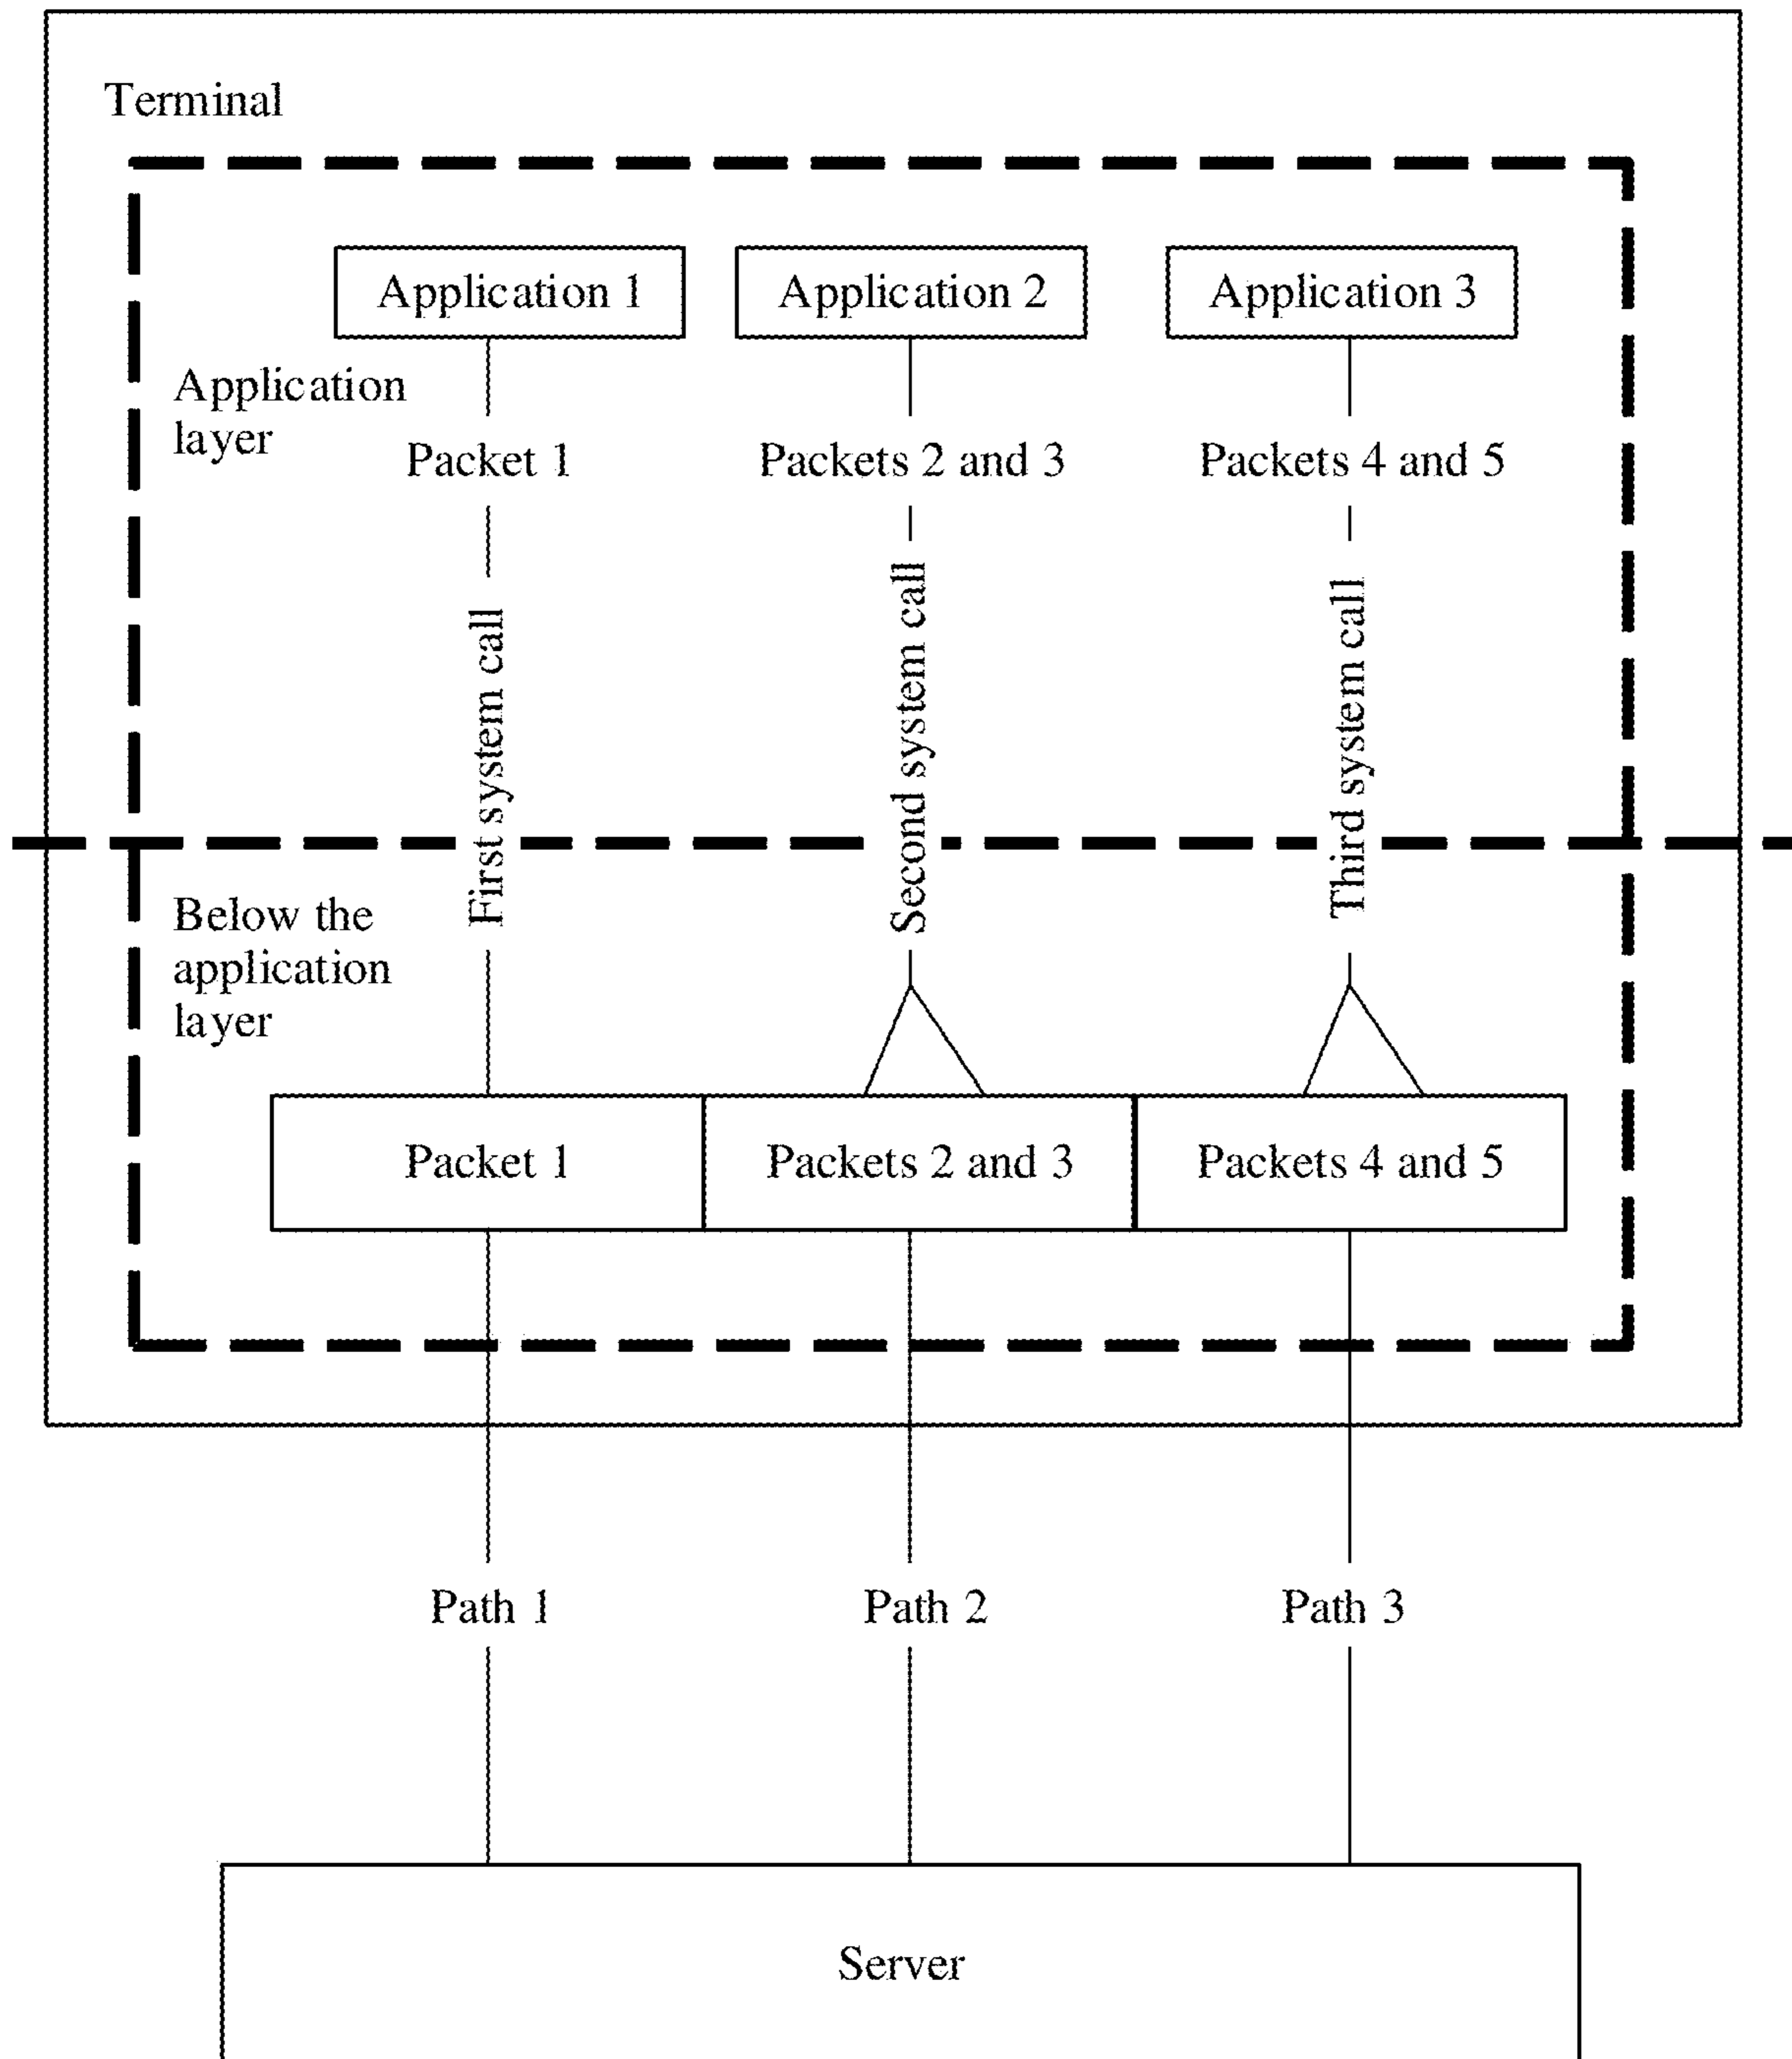 Terminal
Application 1
Application 2
Application 3
Application
layer
Packet 1
Packets 2 and 3
Packets 4 and 5
First system call
Second system call
Third system call
Below the
application
layer
Packet 1
Packets 2 and 3
Packets 4 and 5
Path 1
Path 2
Path 3
Server